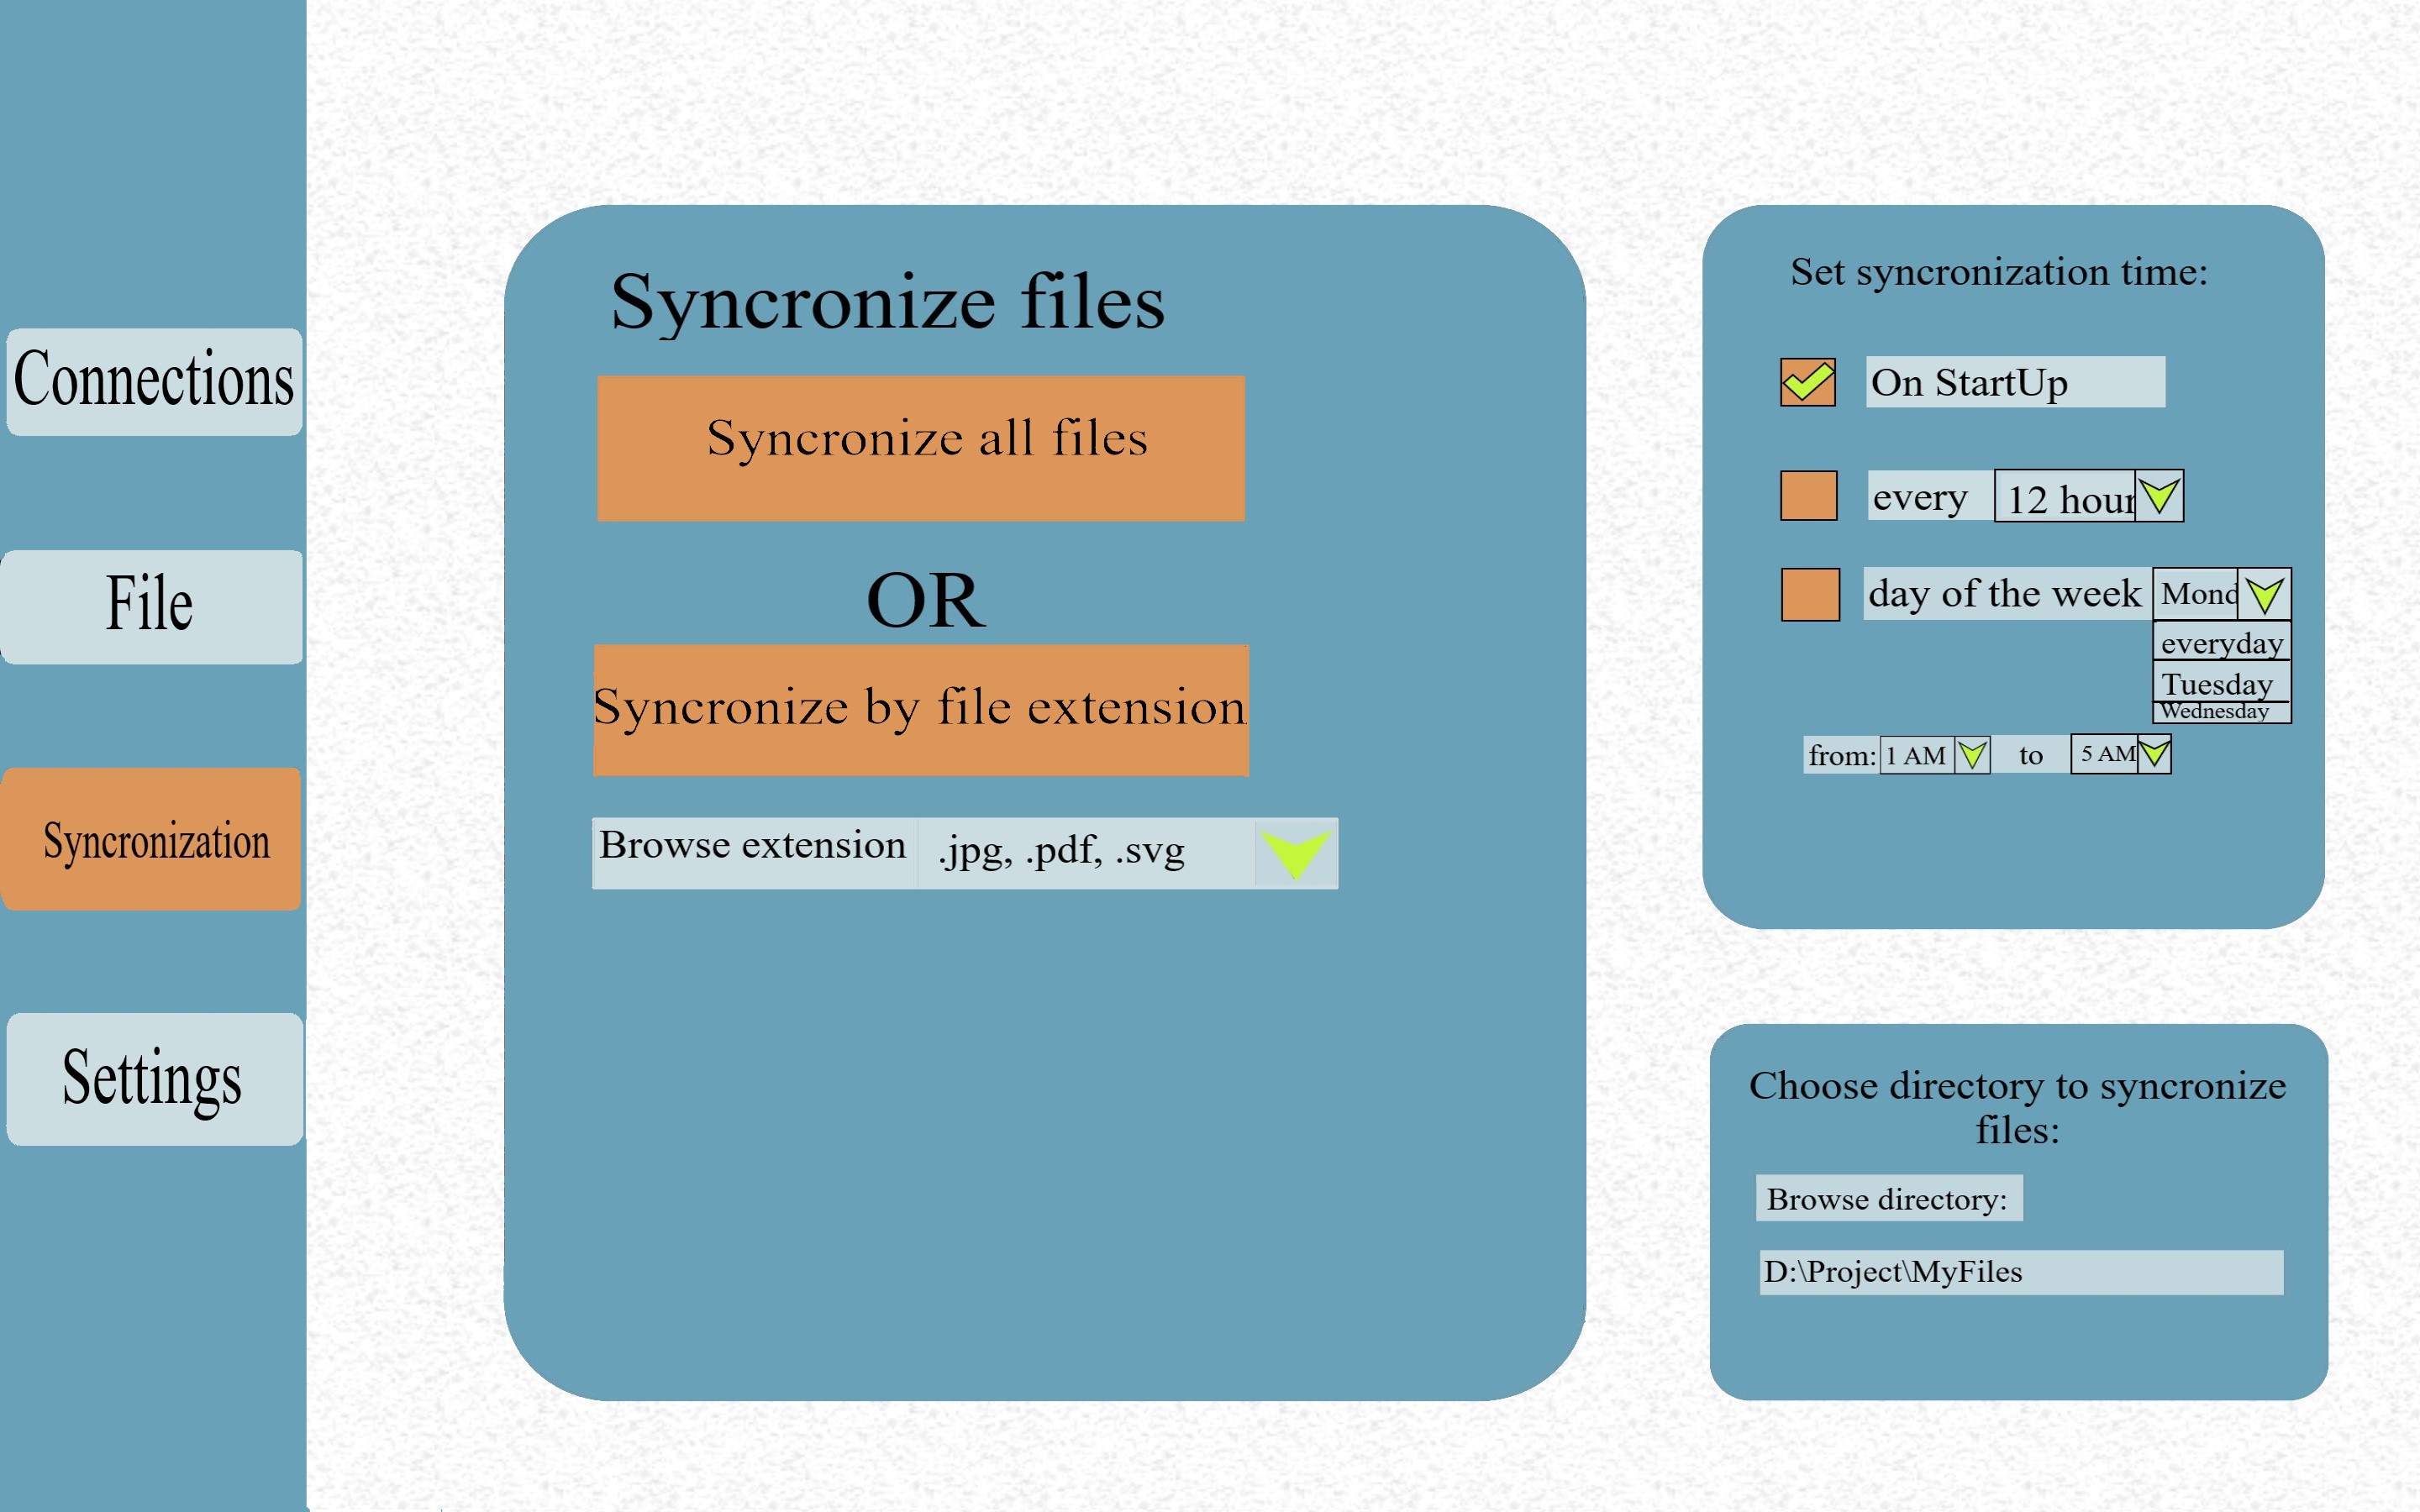 Connections
File
Syncronization
Settings
Syncronize files
Syncronize all files
OR
Syncronize by file extension
Browse extension .jpg, .pdf, .svg
Set syncronization time:
On StartUp
every 12 hour
day of the week Mond
everyday
Tuesday
Wednesday
from: 1 AM to 5 AM
Choose directory to syncronize
files:
Browse directory:
D:\Project\MyFiles